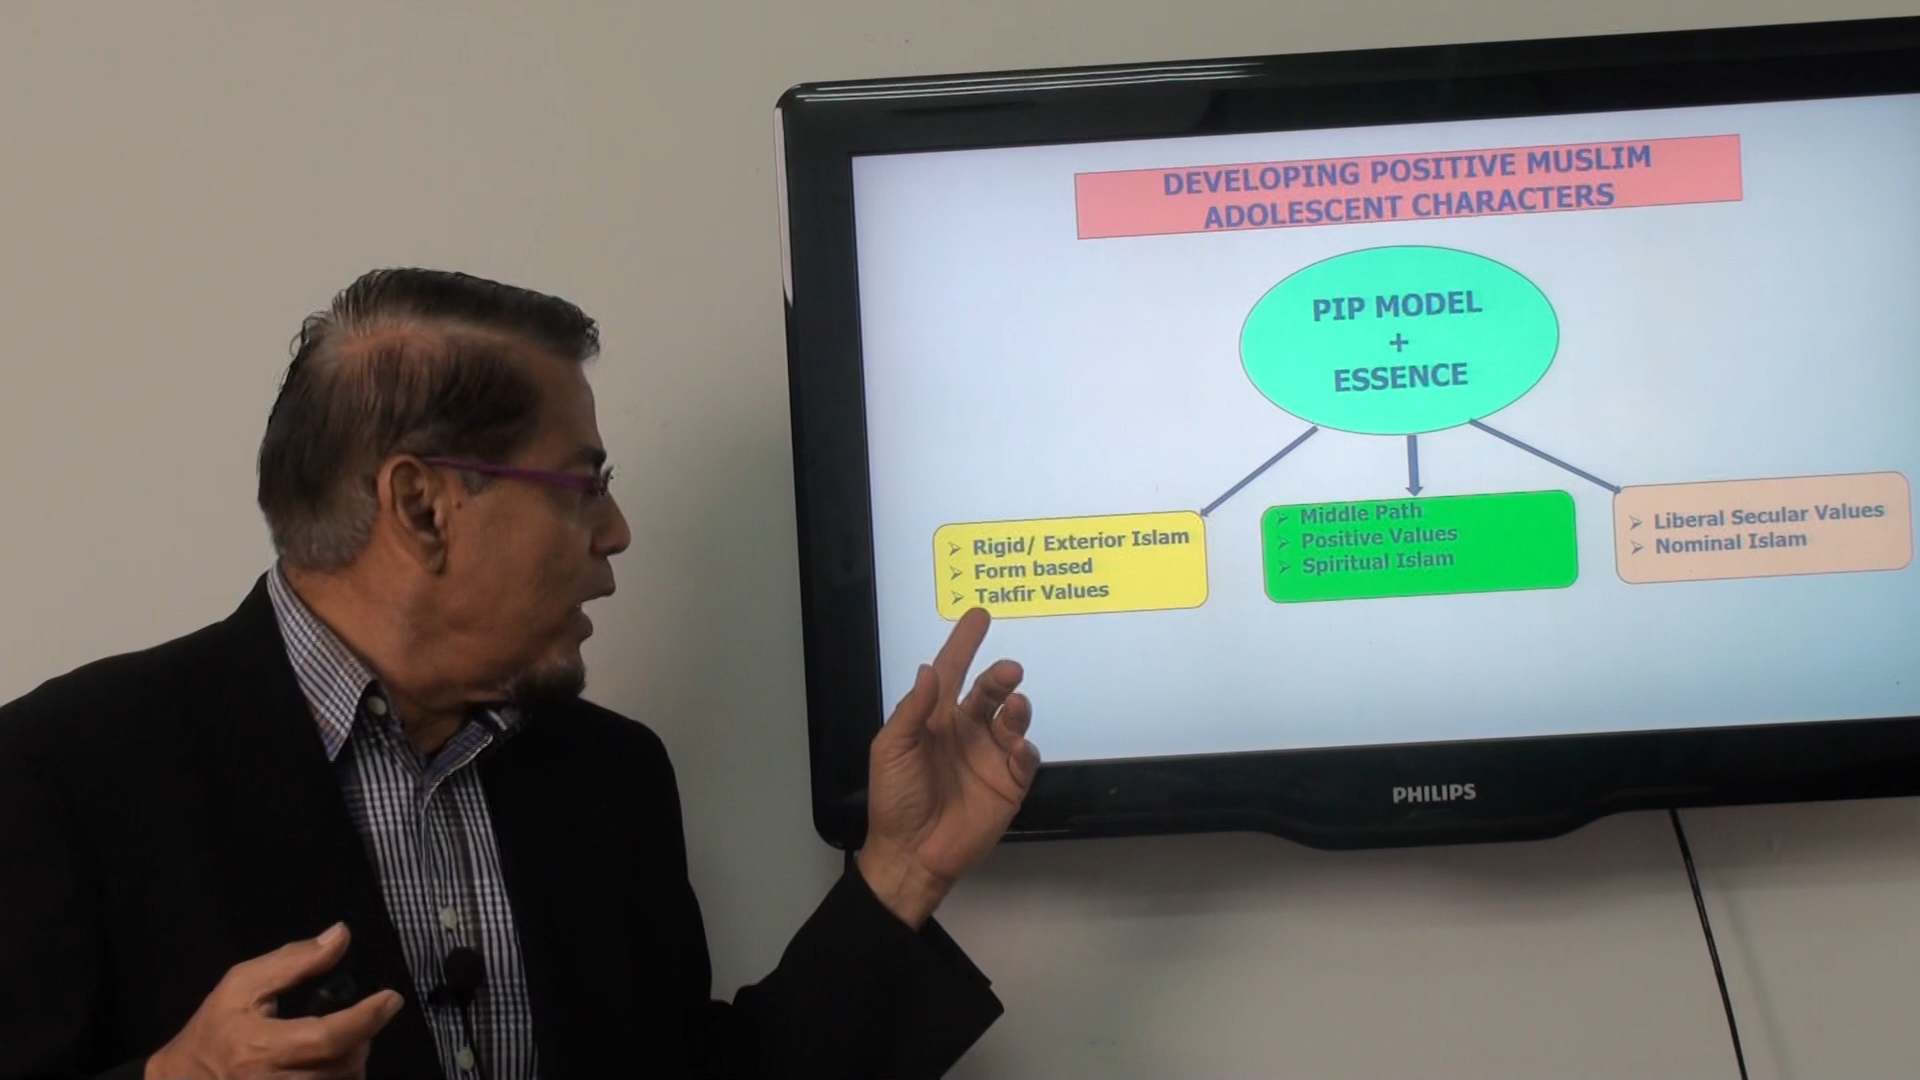 DEVELOPING POSITIVE MUSLIM
ADOLESCENT CHARACTERS
PIP MODEL
+
ESSENCE
Rigid/ Exterior Islam
Form based
Takfir Values
Middle Path
Positive Values
Spiritual Islam
Liberal Secular Values
Nominal Islam
PHILIPS